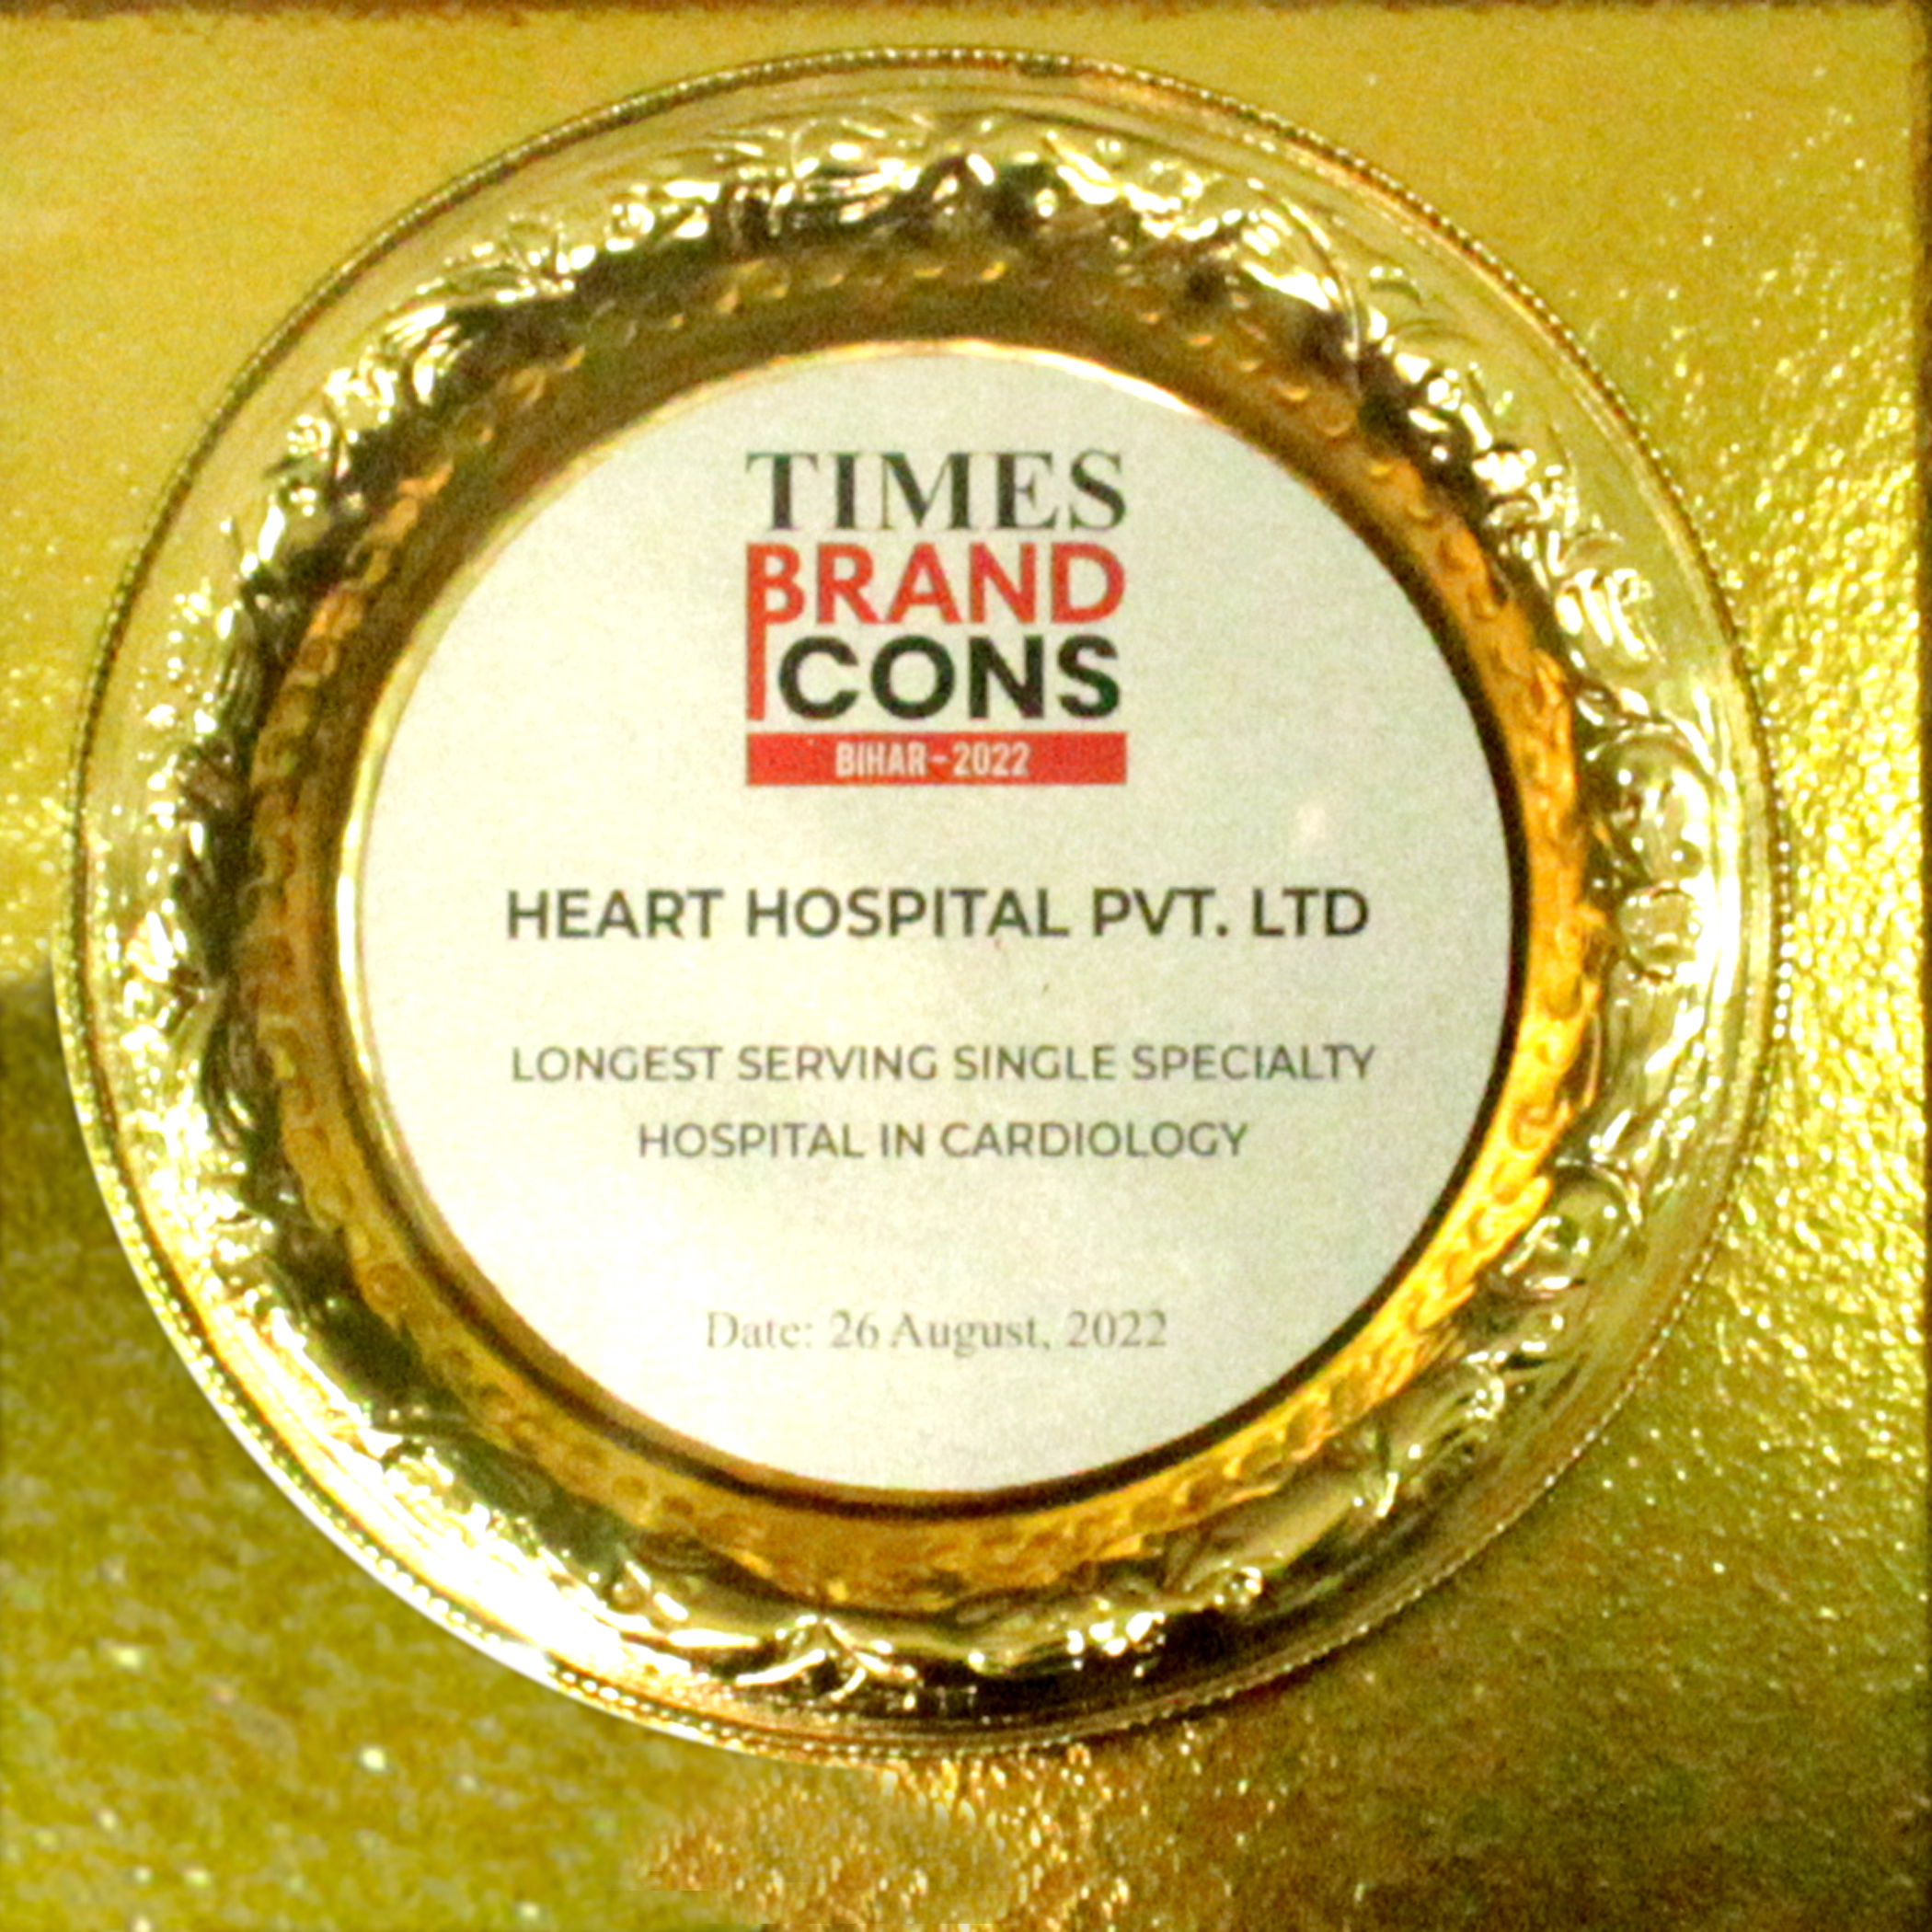 TIMES
BRAND
ICONS
BIHAR-2022
HEART HOSPITAL PVT. LTD
LONGEST SERVING SINGLE SPECIALTY
HOSPITAL IN CARDIOLOGY
Date: 26 August, 2022